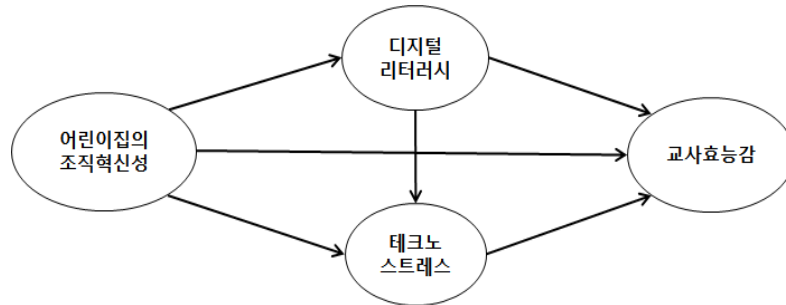 디지털
리터러시
어린이집의
조직혁신성
교사효능감
테크노
스트레스